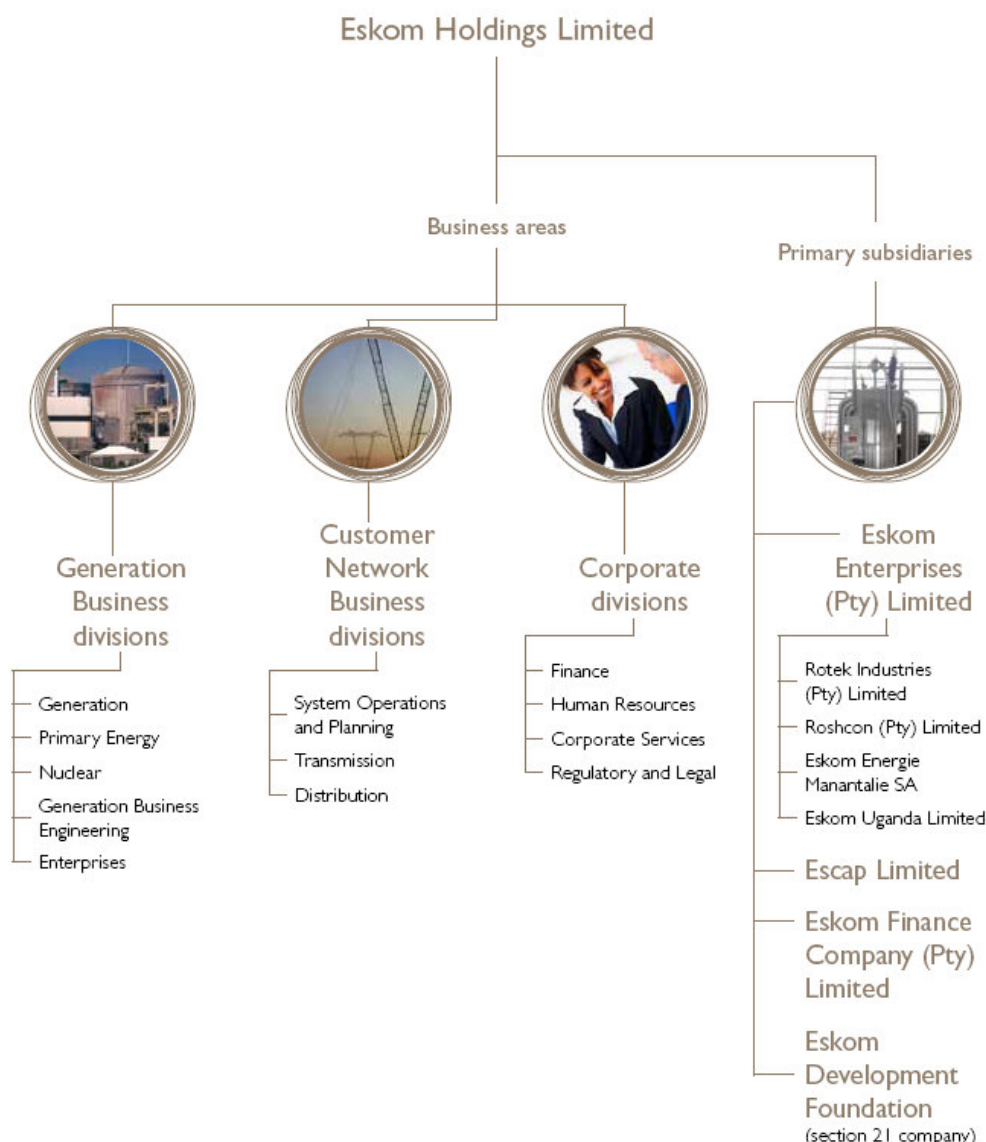 Eskom Holdings Limited
Business areas
Primary subsidiaries
Generation
Business
divisions
Generation
Primary Energy
Nuclear
Generation Business
Engineering
Enterprises
Customer
Network
Business
divisions
System Operations
and Planning
Transmission
Distribution
Corporate
divisions
Finance
Human Resources
Corporate Services
Regulatory and Legal
Eskom
Enterprises
(Pty) Limited
Rotek Industries
(Pty) Limited
Roshcon (Pty) Limited
Eskom Energie
Manantalie SA
Eskom Uganda Limited
Escap Limited
Eskom Finance
Company (Pty)
Limited
Eskom
Development
Foundation
(section 21 company)